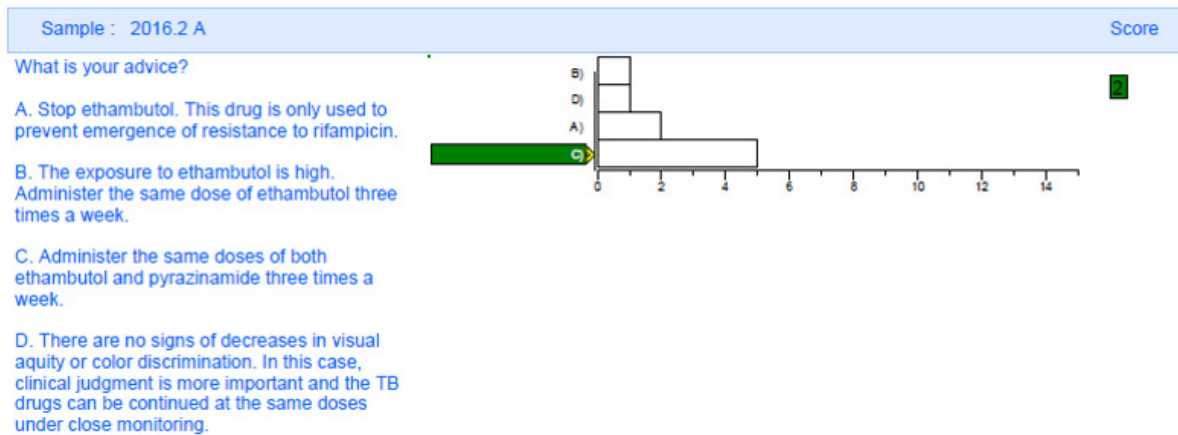 Sample : 2016.2 A
Score
What is your advice?
A. Stop ethambutol. This drug is only used to
prevent emergence of resistance to rifampicin.
B. The exposure to ethambutol is high.
Administer the same dose of ethambutol three
times a week.
C. Administer the same doses of both
ethambutol and pyrazinamide three times a
week.
D. There are no signs of decreases in visual
aquity or color discrimination. In this case,
clinical judgment is more important and the TB
drugs can be continued at the same doses
under close monitoring.
B)
D)
A)
C)
0 2 4 6 8 10 12 14
2